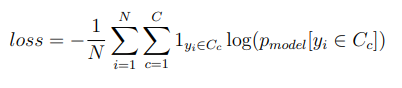 loss = -\frac{1}{N} \sum_{i=1}^{N} \sum_{c=1}^{C} 1_{y_i \in C_c} \log(p_{model}[y_i \in C_c])